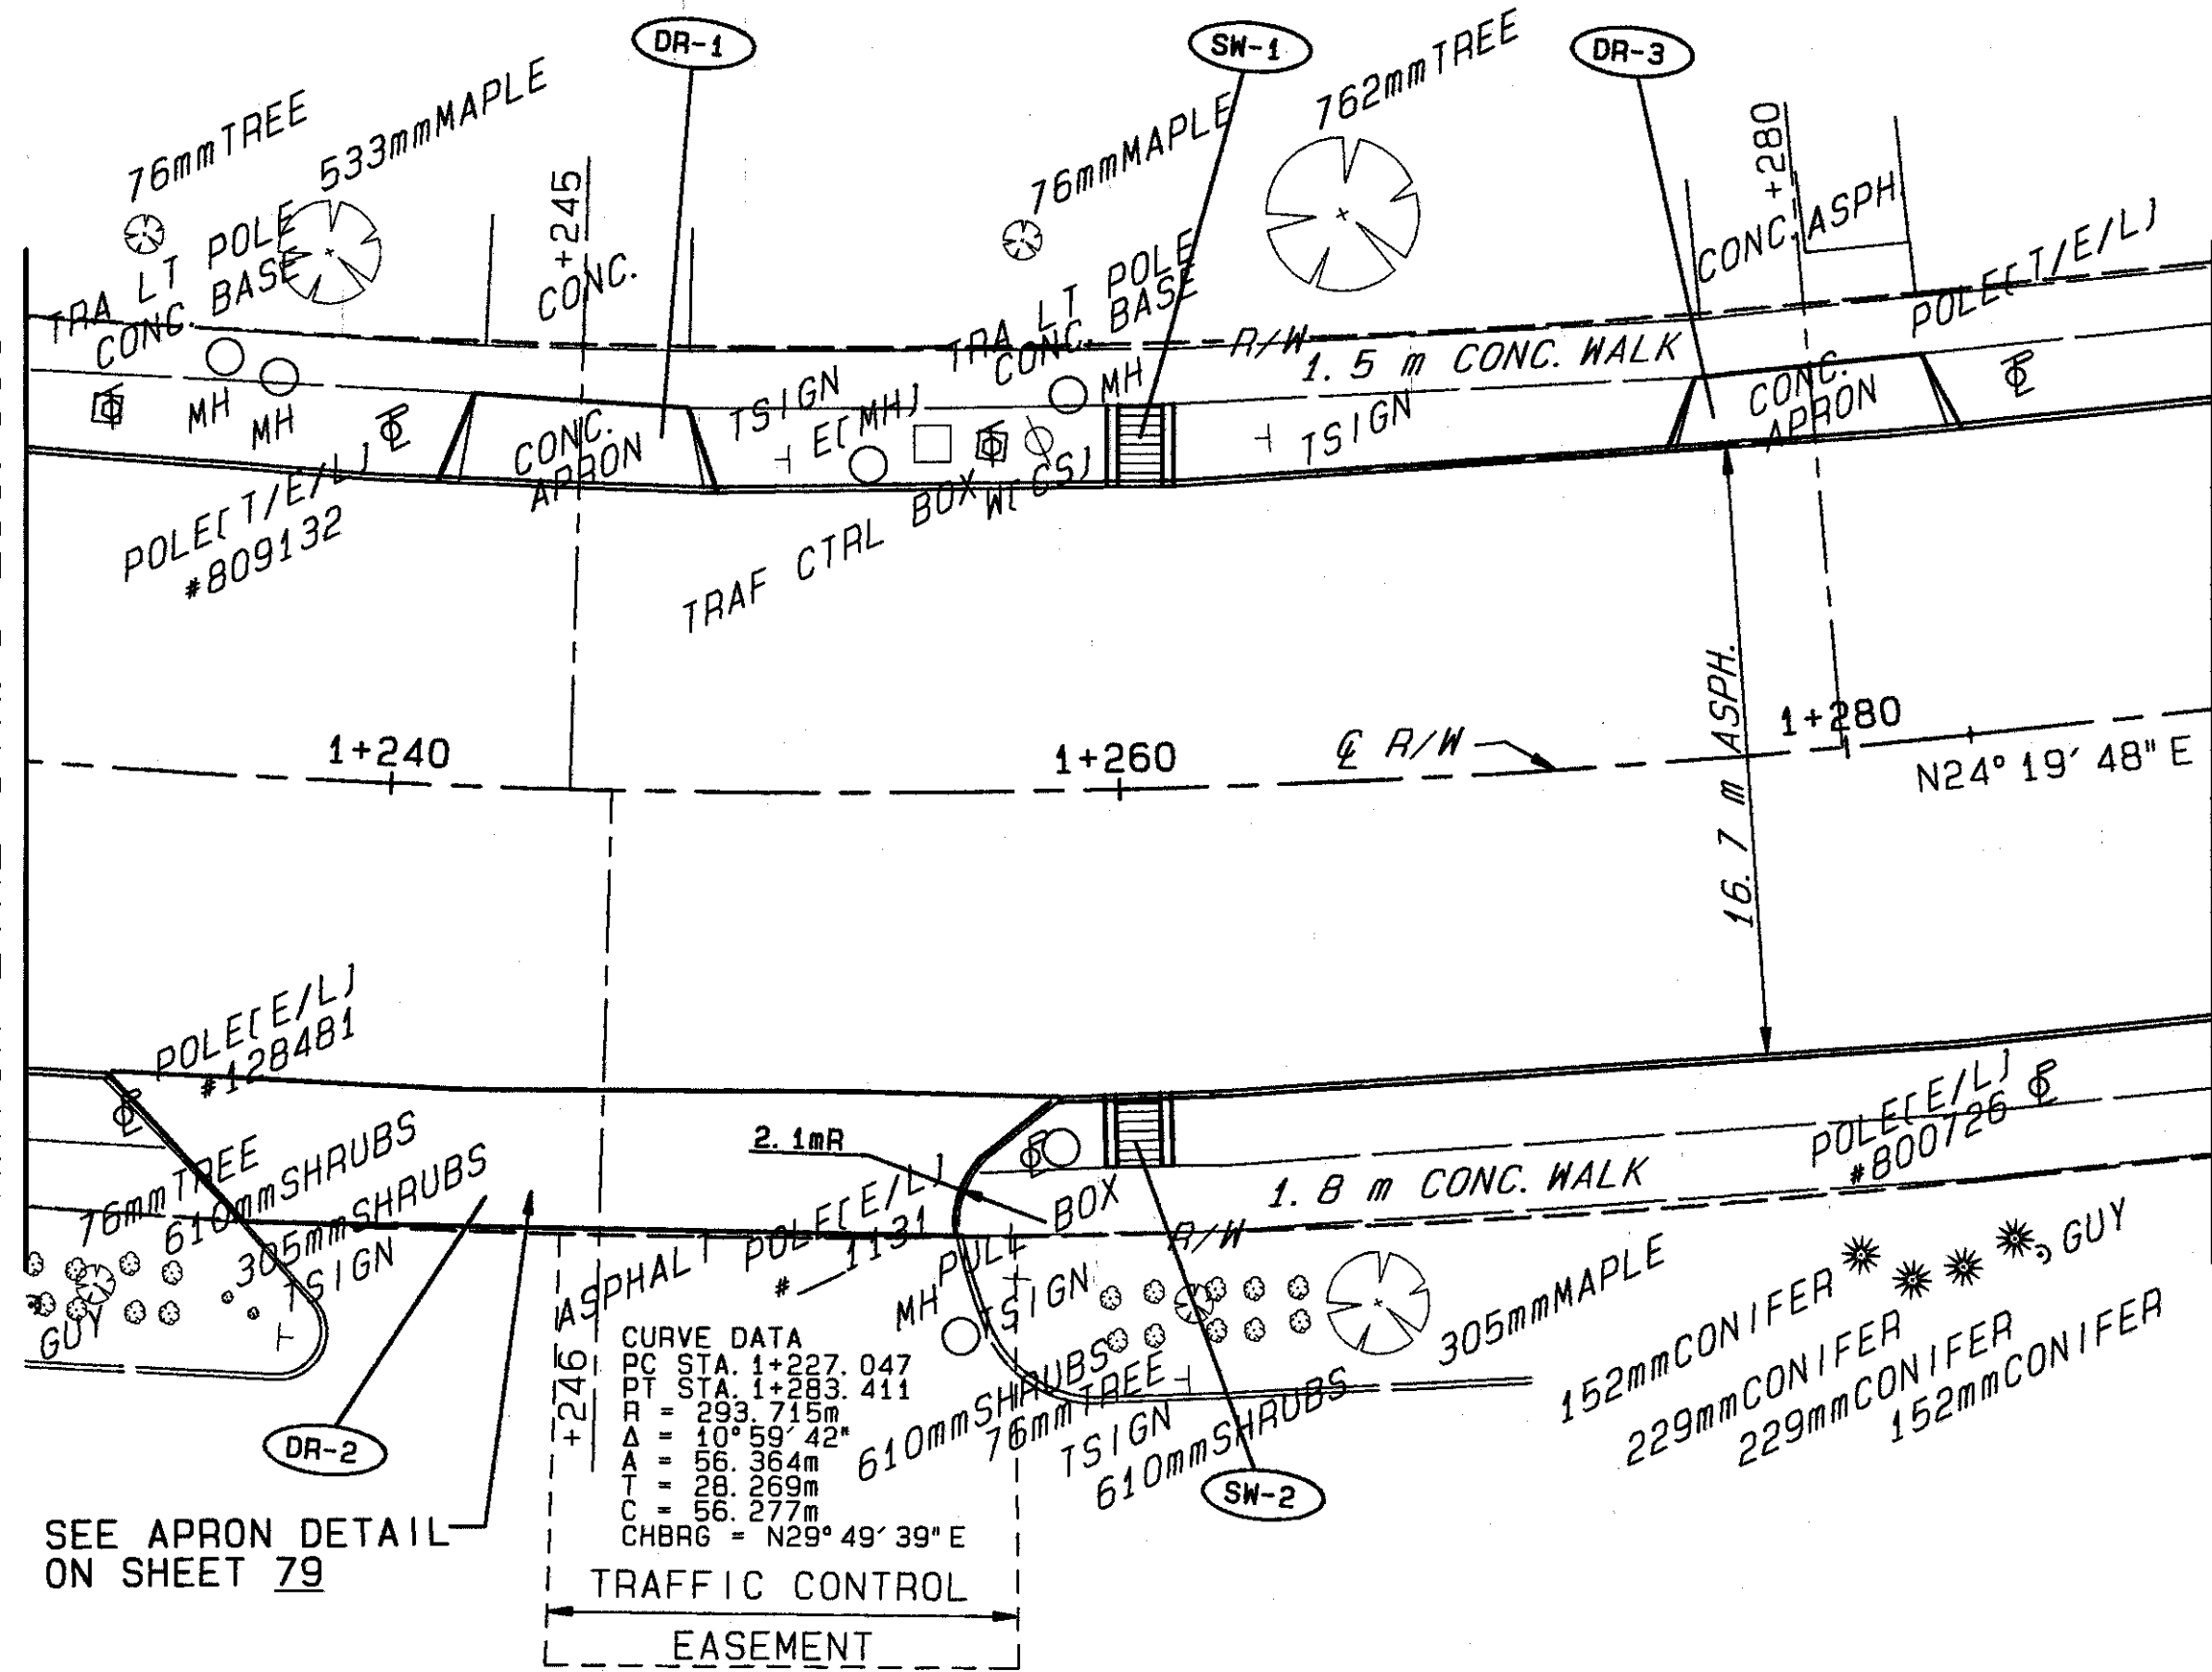 DR-1
SW-1
DR-3
76mmTREE
533mmMAPLE
76mmMAPLE
762mmTREE
+245
+280
TRA LT POLE
CONC. BASE
CONC.
TRA LT POLE
CONC. BASE
CONC.
ASPH.
POLE(T/E/L)
R/W
1.5 m CONC. WALK
MH
MH
MH
TSIGN
E(MH)
TSIGN
CONC.
APRON
CONC.
APRON
POLE(T/E/L)
#809132
TRAF CTRL BOX
W(CS)
16.7 m ASPH.
1+240
1+260
℄ R/W
1+280
N24°19'48"E
POLE(E/L)
#128481
2.1mR
76mmTREE
610mmSHRUBS
305mmSHRUBS
TSIGN
GUY
ASPHALT
POLE(E/L)
#__1131
PULL BOX
MH
TSIGN
R/W
1.8 m CONC. WALK
POLE(E/L)
#800726
GUY
305mmMAPLE
152mmCONIFER
229mmCONIFER
229mmCONIFER
152mmCONIFER
610mmSHRUBS
76mmTREE
TSIGN
610mmSHRUBS
+246
CURVE DATA
PC STA. 1+227.047
PT STA. 1+283.411
R = 293.715m
Δ = 10°59'42"
A = 56.364m
T = 28.269m
C = 56.277m
CHBRG = N29°49'39"E
DR-2
SW-2
SEE APRON DETAIL
ON SHEET 79
TRAFFIC CONTROL
EASEMENT